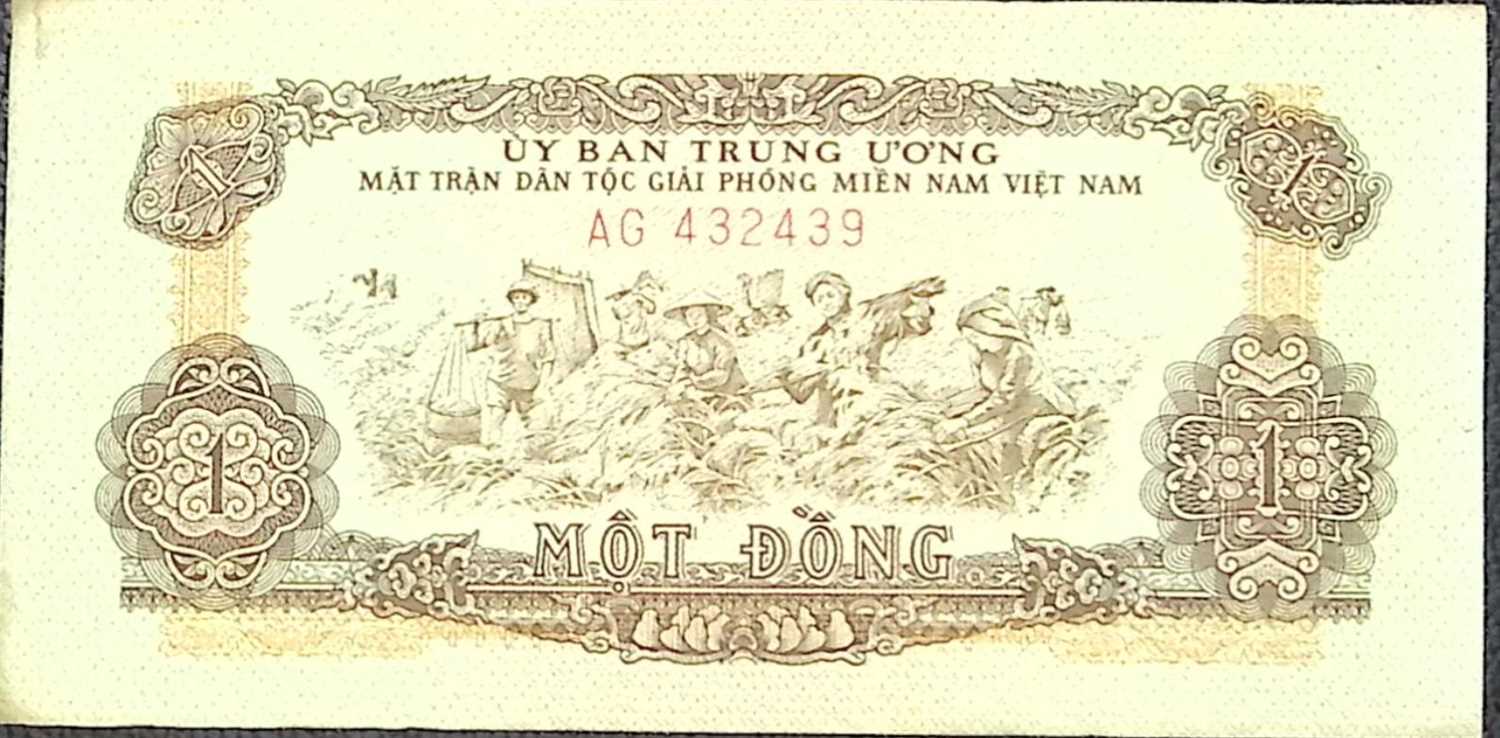 1
1
ỦY BAN TRUNG ƯƠNG
MẶT TRẬN DÂN TỘC GIẢI PHÓNG MIỀN NAM VIỆT NAM
AG 432439
1
1
MỘT ĐỒNG